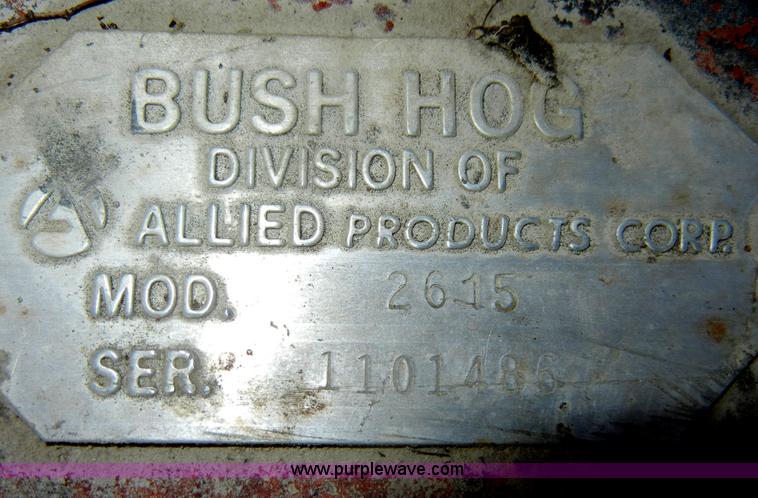 BUSH HOG
DIVISION OF
ALLIED PRODUCTS CORP.
MOD. 2615
SER. 1101486
www.purplewave.com